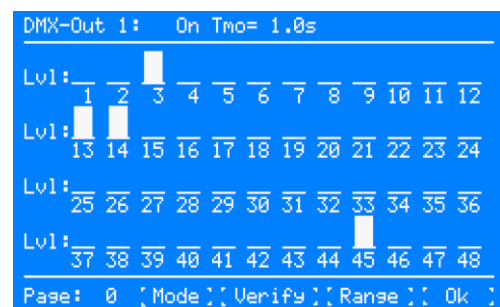 DMX-Out 1: On Tmo= 1.0s
Lvl:
1 2 3 4 5 6 7 8 9 10 11 12
Lvl:
13 14 15 16 17 18 19 20 21 22 23 24
Lvl:
25 26 27 28 29 30 31 32 33 34 35 36
Lvl:
37 38 39 40 41 42 43 44 45 46 47 48
Page: 0 [Mode][Verify][Range][ Ok ]